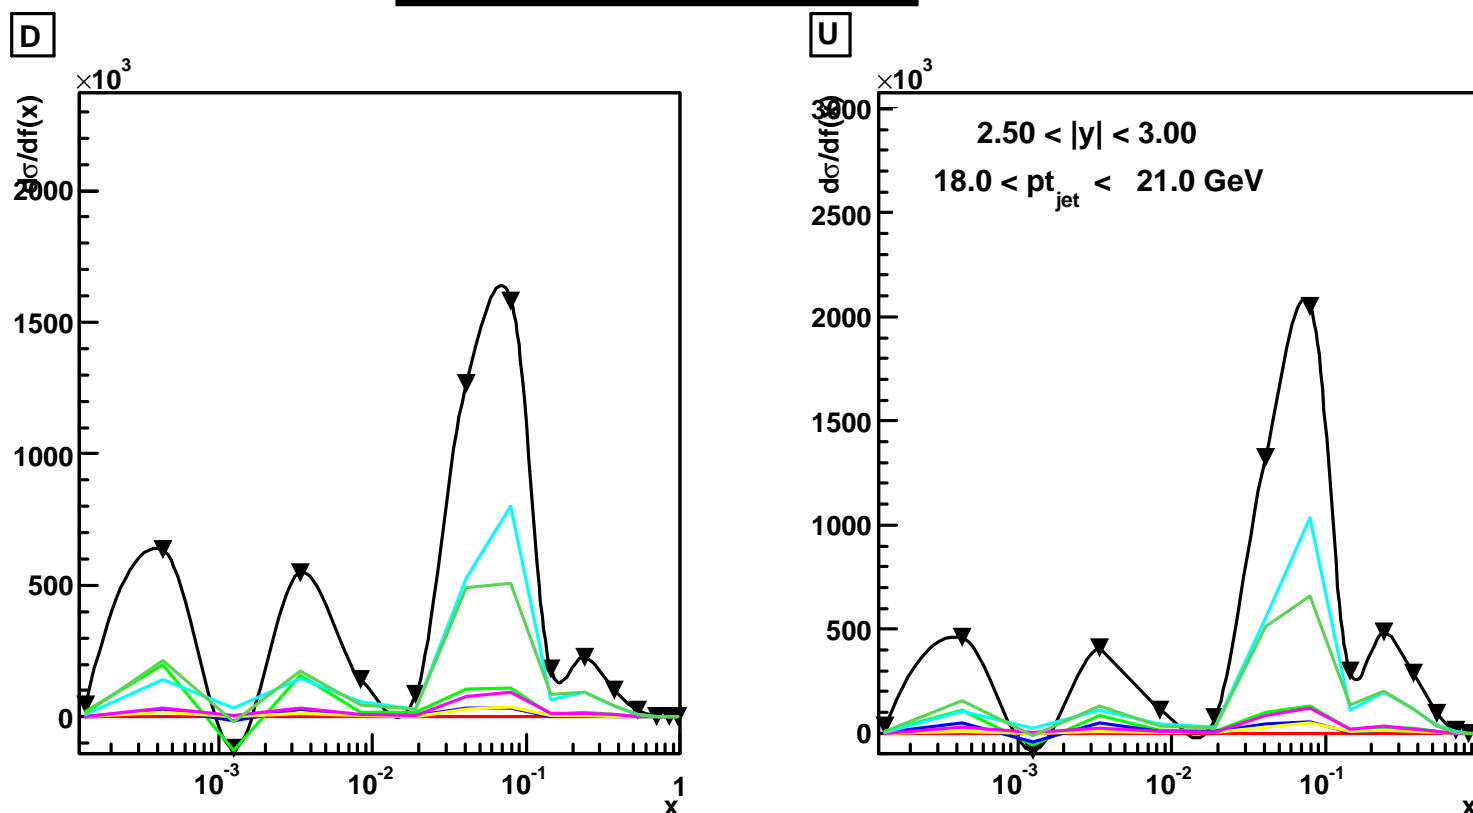 D
×10³
dσ/df(x)
2000
1500
1000
500
0
10⁻³
10⁻²
10⁻¹
1
x
U
×10³
dσ/df(x)
3000
2.50 < |y| < 3.00
18.0 < pt_jet < 21.0 GeV
2500
2000
1500
1000
500
0
10⁻³
10⁻²
10⁻¹
x